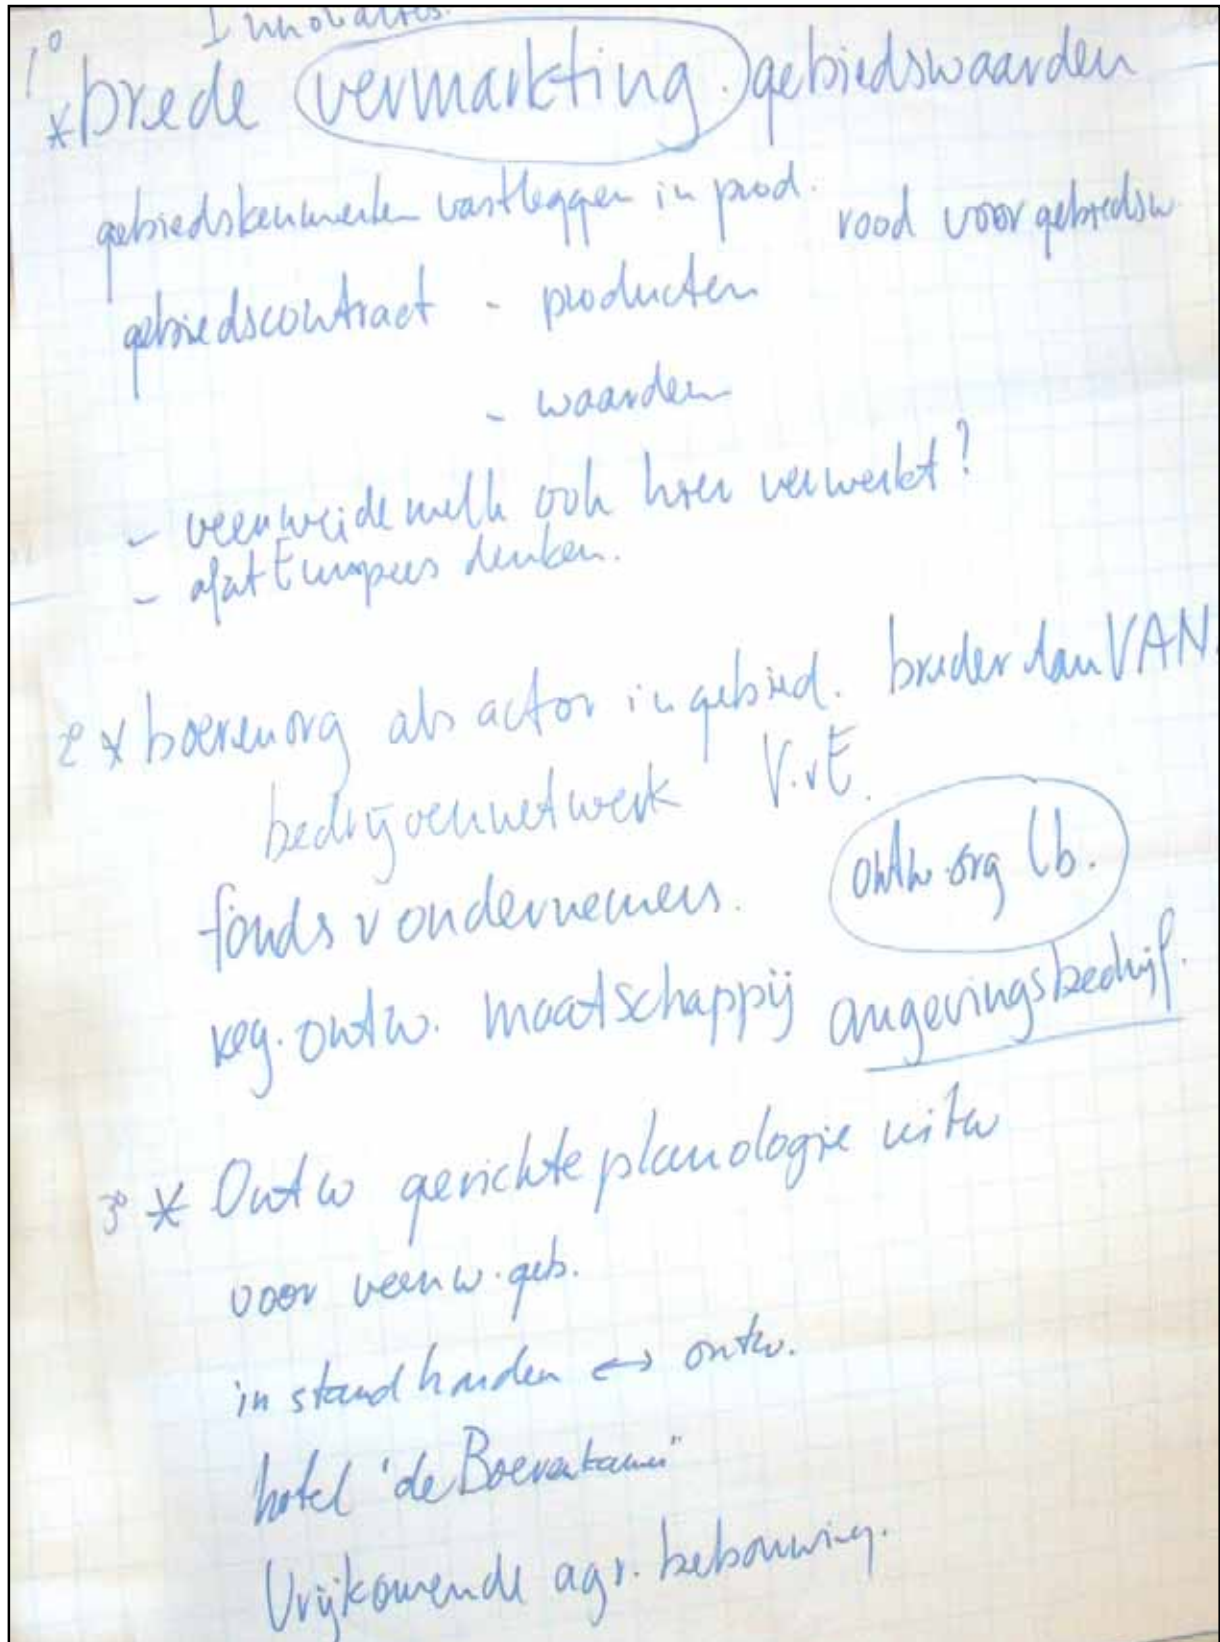 Innovaties.
1° * brede vermarkting gebiedswaarden
gebiedskenmerken vastleggen in prod.
rood voor gebiedsw
gebiedscontract - producten
- waarden
- veenweidemelk ook hier verwerkt?
- Europees denken.
2° * boerenorg als actor in gebied. breder dan VAN.
bedrijvennetwerk V.vE.
fonds v ondernemers.
ontw.org lb.
reg. ontw. maatschappij omgevingsbedrijf.
3° * Ontw gerichte planologie uitw
voor veenw.geb.
in stand houden ↔ ontw.
hotel 'de Boerenkamer"
Vrijkomende agr. bebouwing.